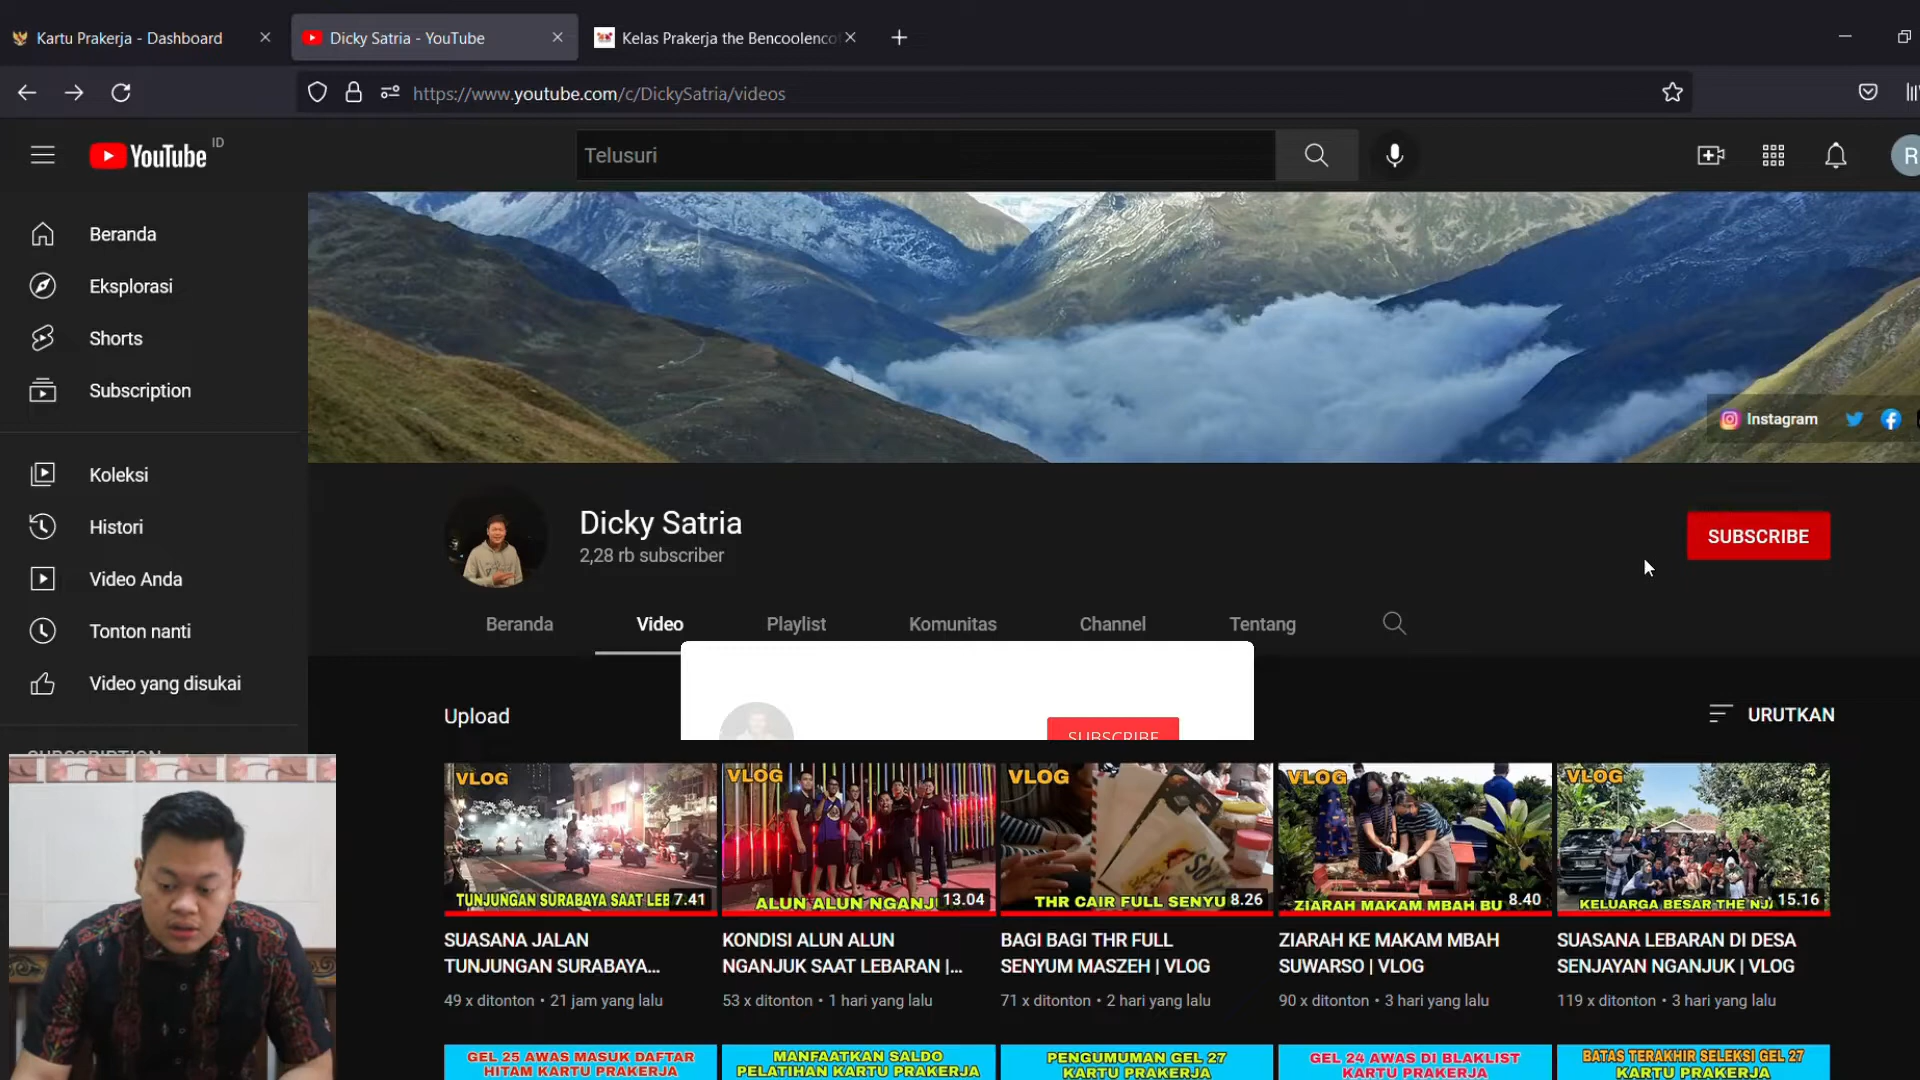 Kartu Prakerja - Dashboard
Dicky Satria - YouTube
Kelas Prakerja the Bencoolenco
https://www.youtube.com/c/DickySatria/videos
YouTube ID
Telusuri
R
Beranda
Eksplorasi
Shorts
Subscription
Koleksi
Histori
Video Anda
Tonton nanti
Video yang disukai
SUBSCRIPTION
Instagram
Dicky Satria
2,28 rb subscriber
SUBSCRIBE
Beranda
Video
Playlist
Komunitas
Channel
Tentang
Upload
URUTKAN
SUBSCRIBE
VLOG
TUNJUNGAN SURABAYA SAAT LEB
7.41
SUASANA JALAN
TUNJUNGAN SURABAYA...
49 x ditonton • 21 jam yang lalu
VLOG
ALUN ALUN NGANJU
13.04
KONDISI ALUN ALUN
NGANJUK SAAT LEBARAN |...
53 x ditonton • 1 hari yang lalu
VLOG
THR CAIR FULL SENYU
8.26
BAGI BAGI THR FULL
SENYUM MASZEH | VLOG
71 x ditonton • 2 hari yang lalu
VLOG
ZIARAH MAKAM MBAH BU
8.40
ZIARAH KE MAKAM MBAH
SUWARSO | VLOG
90 x ditonton • 3 hari yang lalu
VLOG
KELUARGA BESAR THE NJ
15.16
SUASANA LEBARAN DI DESA
SENJAYAN NGANJUK | VLOG
119 x ditonton • 3 hari yang lalu
GEL 25 AWAS MASUK DAFTAR
HITAM KARTU PRAKERJA
MANFAATKAN SALDO
PELATIHAN KARTU PRAKERJA
PENGUMUMAN GEL 27
KARTU PRAKERJA
GEL 24 AWAS DI BLAKLIST
KARTU PRAKERJA
BATAS TERAKHIR SELEKSI GEL 27
KARTU PRAKERJA